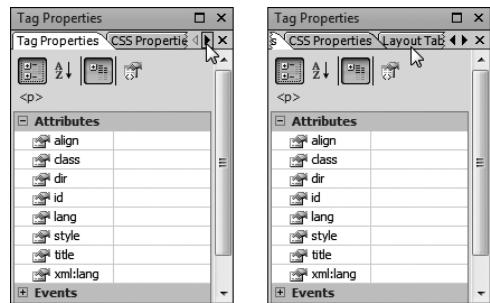 Tag Properties
Tag Properties CSS Propertie
<p>
Attributes
align
class
dir
id
lang
style
title
xml:lang
Events
Tag Properties
s CSS Properties Layout Tab
<p>
Attributes
align
class
dir
id
lang
style
title
xml:lang
Events